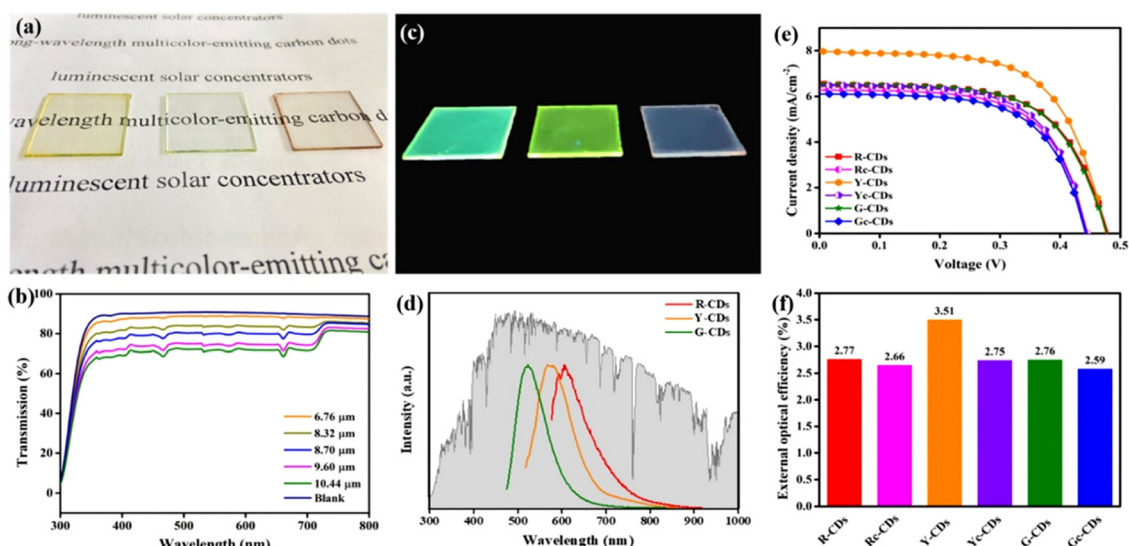 (a)
luminescent solar concentrators
ong-wavelength multicolor-emitting carbon dots
luminescent solar concentrators
wavelength multicolor-emitting carbon do
luminescent solar concentrators
ength multicolor-emitting ca
(b)
Transmission (%)
100
80
60
40
20
0
6.76 μm
8.32 μm
8.70 μm
9.60 μm
10.44 μm
Blank
300 400 500 600 700 800
Wavelength (nm)
(c)
(d)
Intensity (a.u.)
R-CDs
Y-CDs
G-CDs
300 400 500 600 700 800 900 1000
Wavelength (nm)
(e)
Current density (mA/cm⁻²)
8
6
4
2
0
R-CDs
Rc-CDs
Y-CDs
Yc-CDs
G-CDs
Gc-CDs
0.0 0.1 0.2 0.3 0.4 0.5
Voltage (V)
(f)
External optical efficiency (%)
4.0
3.5
3.0
2.5
2.0
1.5
1.0
0.5
0.0
2.77 2.66 3.51 2.75 2.76 2.59
R-CDs Rc-CDs Y-CDs Yc-CDs G-CDs Gc-CDs